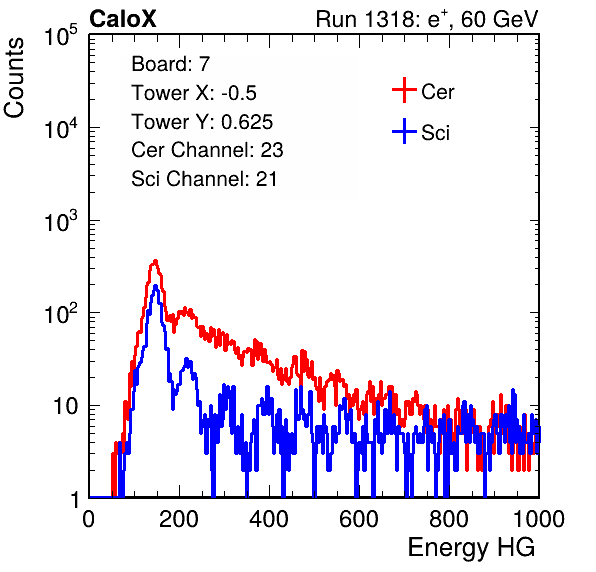 CaloX Run 1318: e⁺, 60 GeV
Counts
10⁵
10⁴
10³
10²
10
1
Board: 7
Tower X: -0.5
Tower Y: 0.625
Cer Channel: 23
Sci Channel: 21
Cer
Sci
0 200 400 600 800 1000
Energy HG